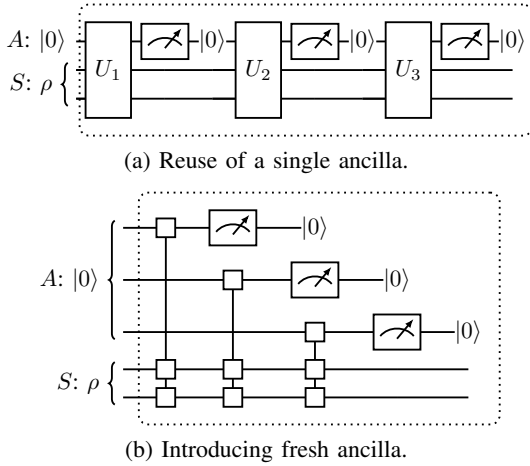 A: |0⟩ |0⟩ |0⟩ |0⟩
U₁ U₂ U₃
S: ρ
(a) Reuse of a single ancilla.
|0⟩
A: |0⟩ |0⟩
|0⟩
S: ρ
(b) Introducing fresh ancilla.